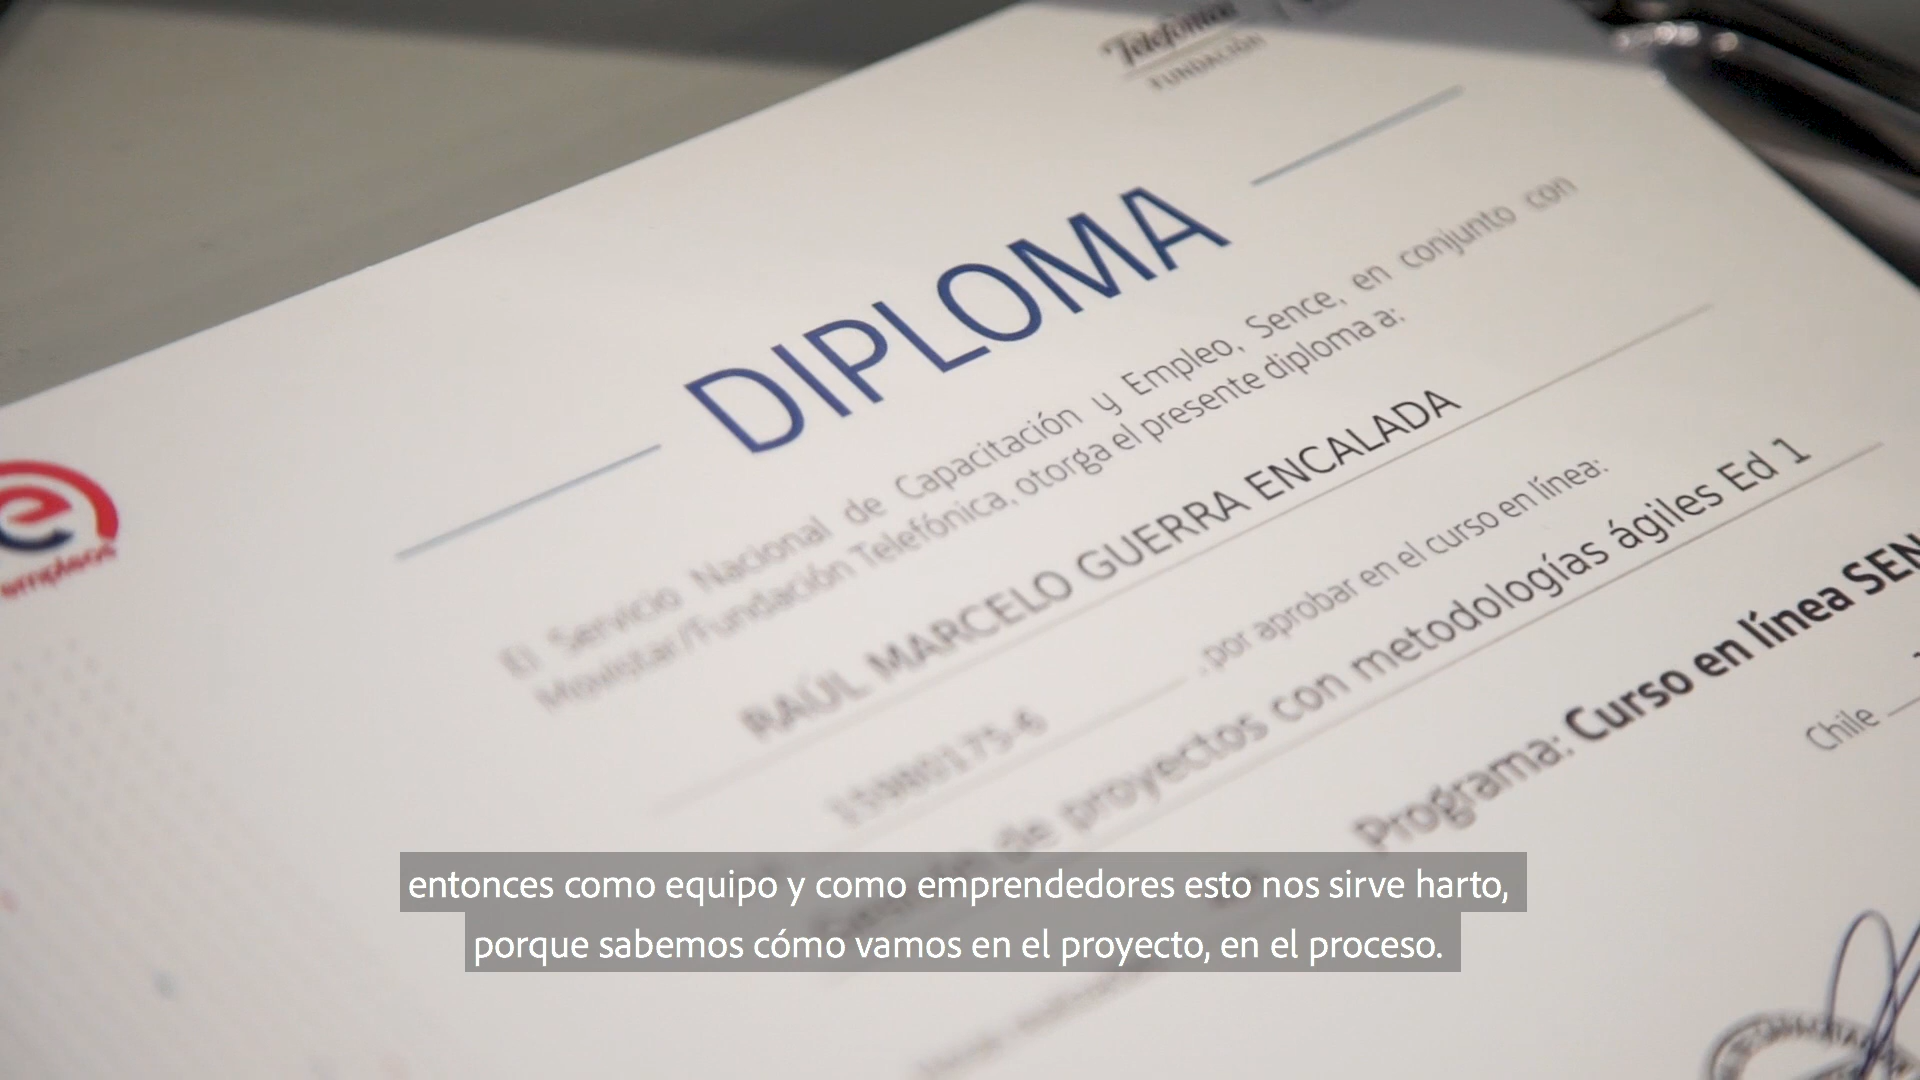 Telefónica
FUNDACIÓN
DIPLOMA
El Servicio Nacional de Capacitación y Empleo, Sence, en conjunto con
Movistar/Fundación Telefónica, otorga el presente diploma a:
RAÚL MARCELO GUERRA ENCALADA
15980175-6 , por aprobar en el curso en línea:
de proyectos con metodologías ágiles Ed 1
Programa: Curso en línea SEN
Chile
e
empleos
entonces como equipo y como emprendedores esto nos sirve harto,
porque sabemos cómo vamos en el proyecto, en el proceso.